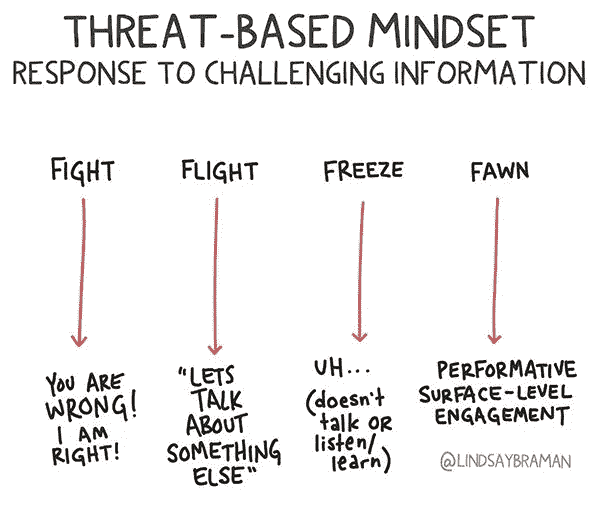 THREAT-BASED MINDSET
RESPONSE TO CHALLENGING INFORMATION
FIGHT
FLIGHT
FREEZE
FAWN
YOU ARE
WRONG!
I AM
RIGHT!
"LETS
TALK
ABOUT
SOMETHING
ELSE"
UH...
(doesn't
talk OR
listen/
learn)
PERFORMATIVE
SURFACE-LEVEL
ENGAGEMENT
@LINDSAYBRAMAN